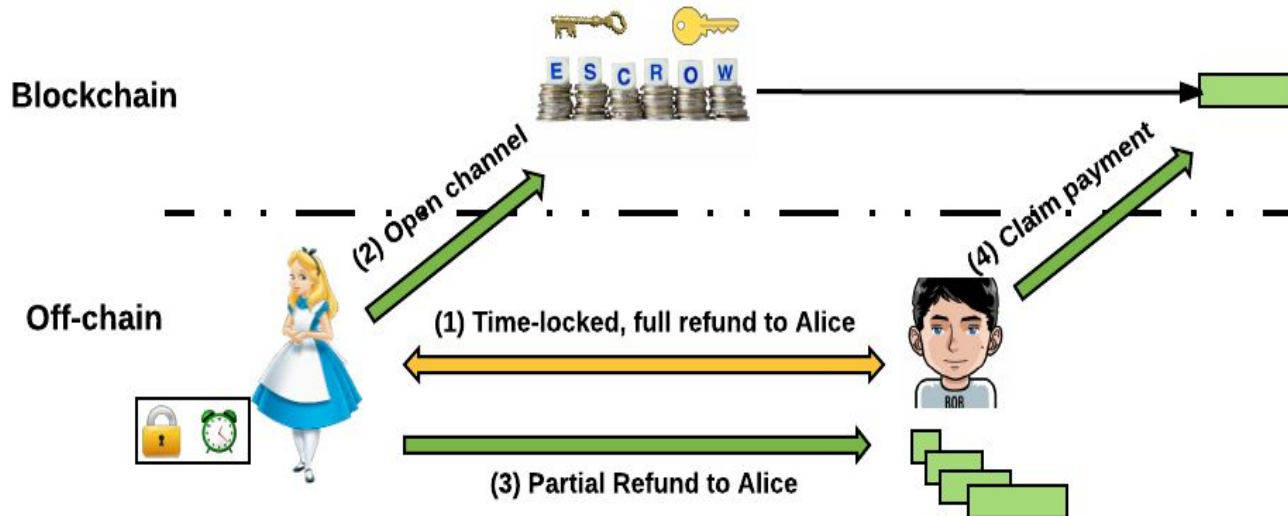 ESCROW
Blockchain
(2) Open channel
(4) Claim payment
Off-chain
(1) Time-locked, full refund to Alice
BOB
(3) Partial Refund to Alice